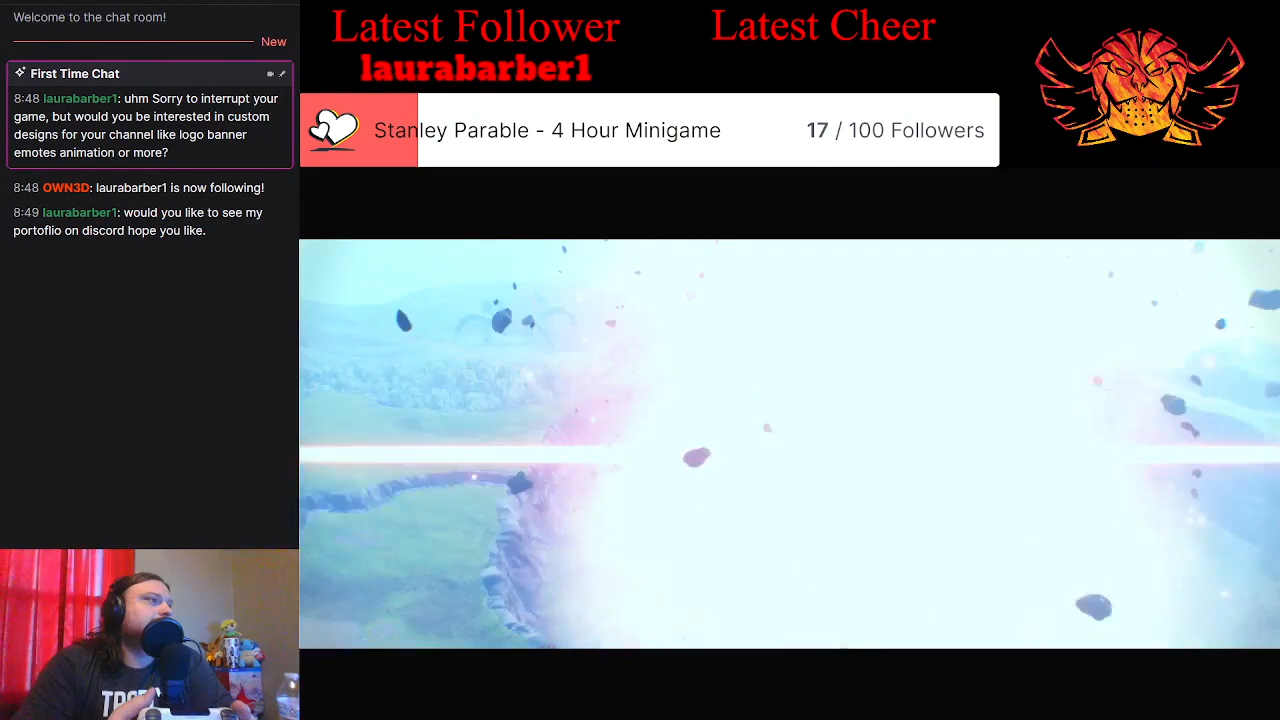 Welcome to the chat room!
New
First Time Chat
8:48 laurabarber1: uhm Sorry to interrupt your
game, but would you be interested in custom
designs for your channel like logo banner
emotes animation or more?
8:48 OWN3D: laurabarber1 is now following!
8:49 laurabarber1: would you like to see my
portoflio on discord hope you like.
Latest Follower
laurabarber1
Latest Cheer
Stanley Parable - 4 Hour Minigame
17 / 100 Followers